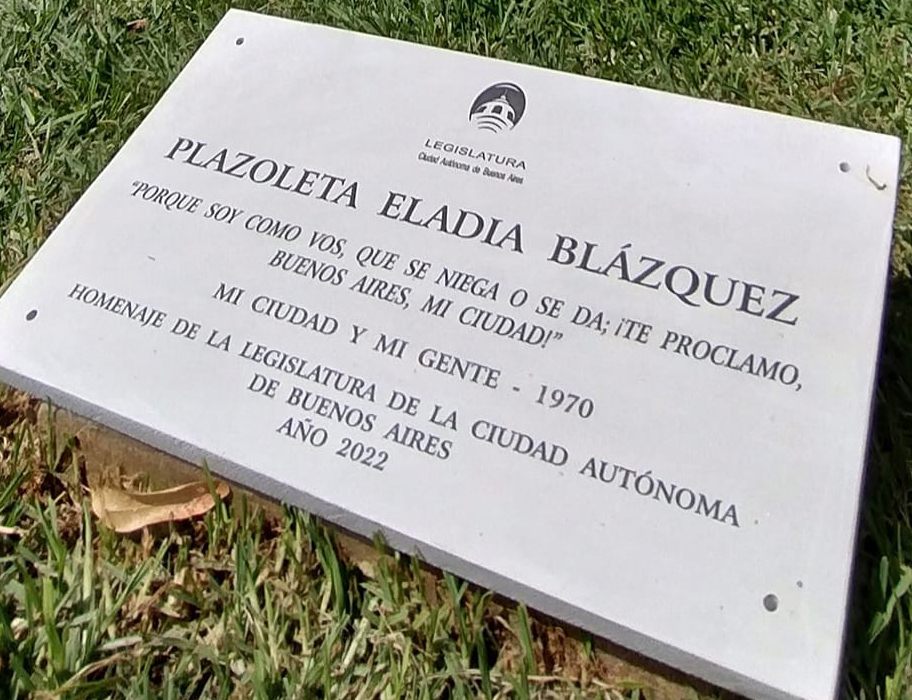 LEGISLATURA
Ciudad Autónoma de Buenos Aires
PLAZOLETA ELADIA BLÁZQUEZ
"PORQUE SOY COMO VOS, QUE SE NIEGA O SE DA; ¡TE PROCLAMO,
BUENOS AIRES, MI CIUDAD!"
MI CIUDAD Y MI GENTE - 1970
HOMENAJE DE LA LEGISLATURA DE LA CIUDAD AUTÓNOMA
DE BUENOS AIRES
AÑO 2022